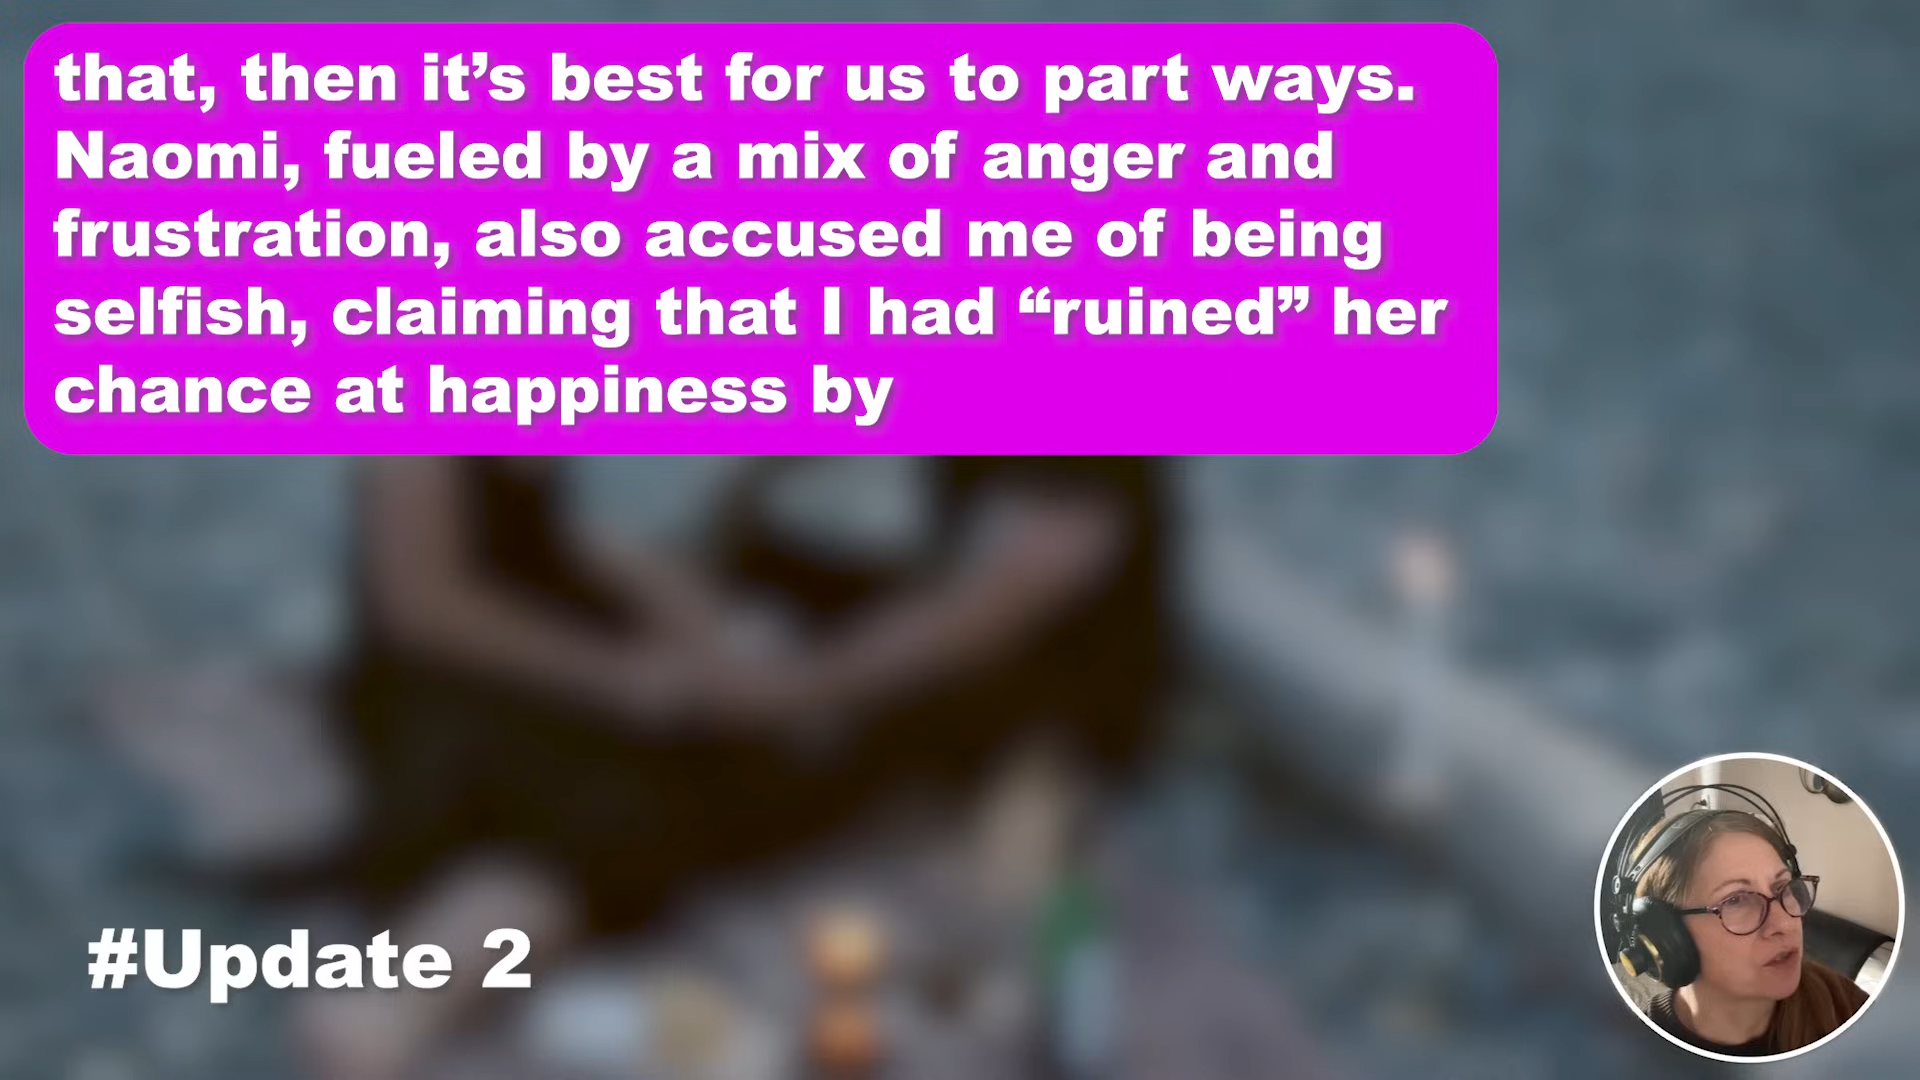 that, then it’s best for us to part ways.
Naomi, fueled by a mix of anger and
frustration, also accused me of being
selfish, claiming that I had “ruined” her
chance at happiness by
#Update 2